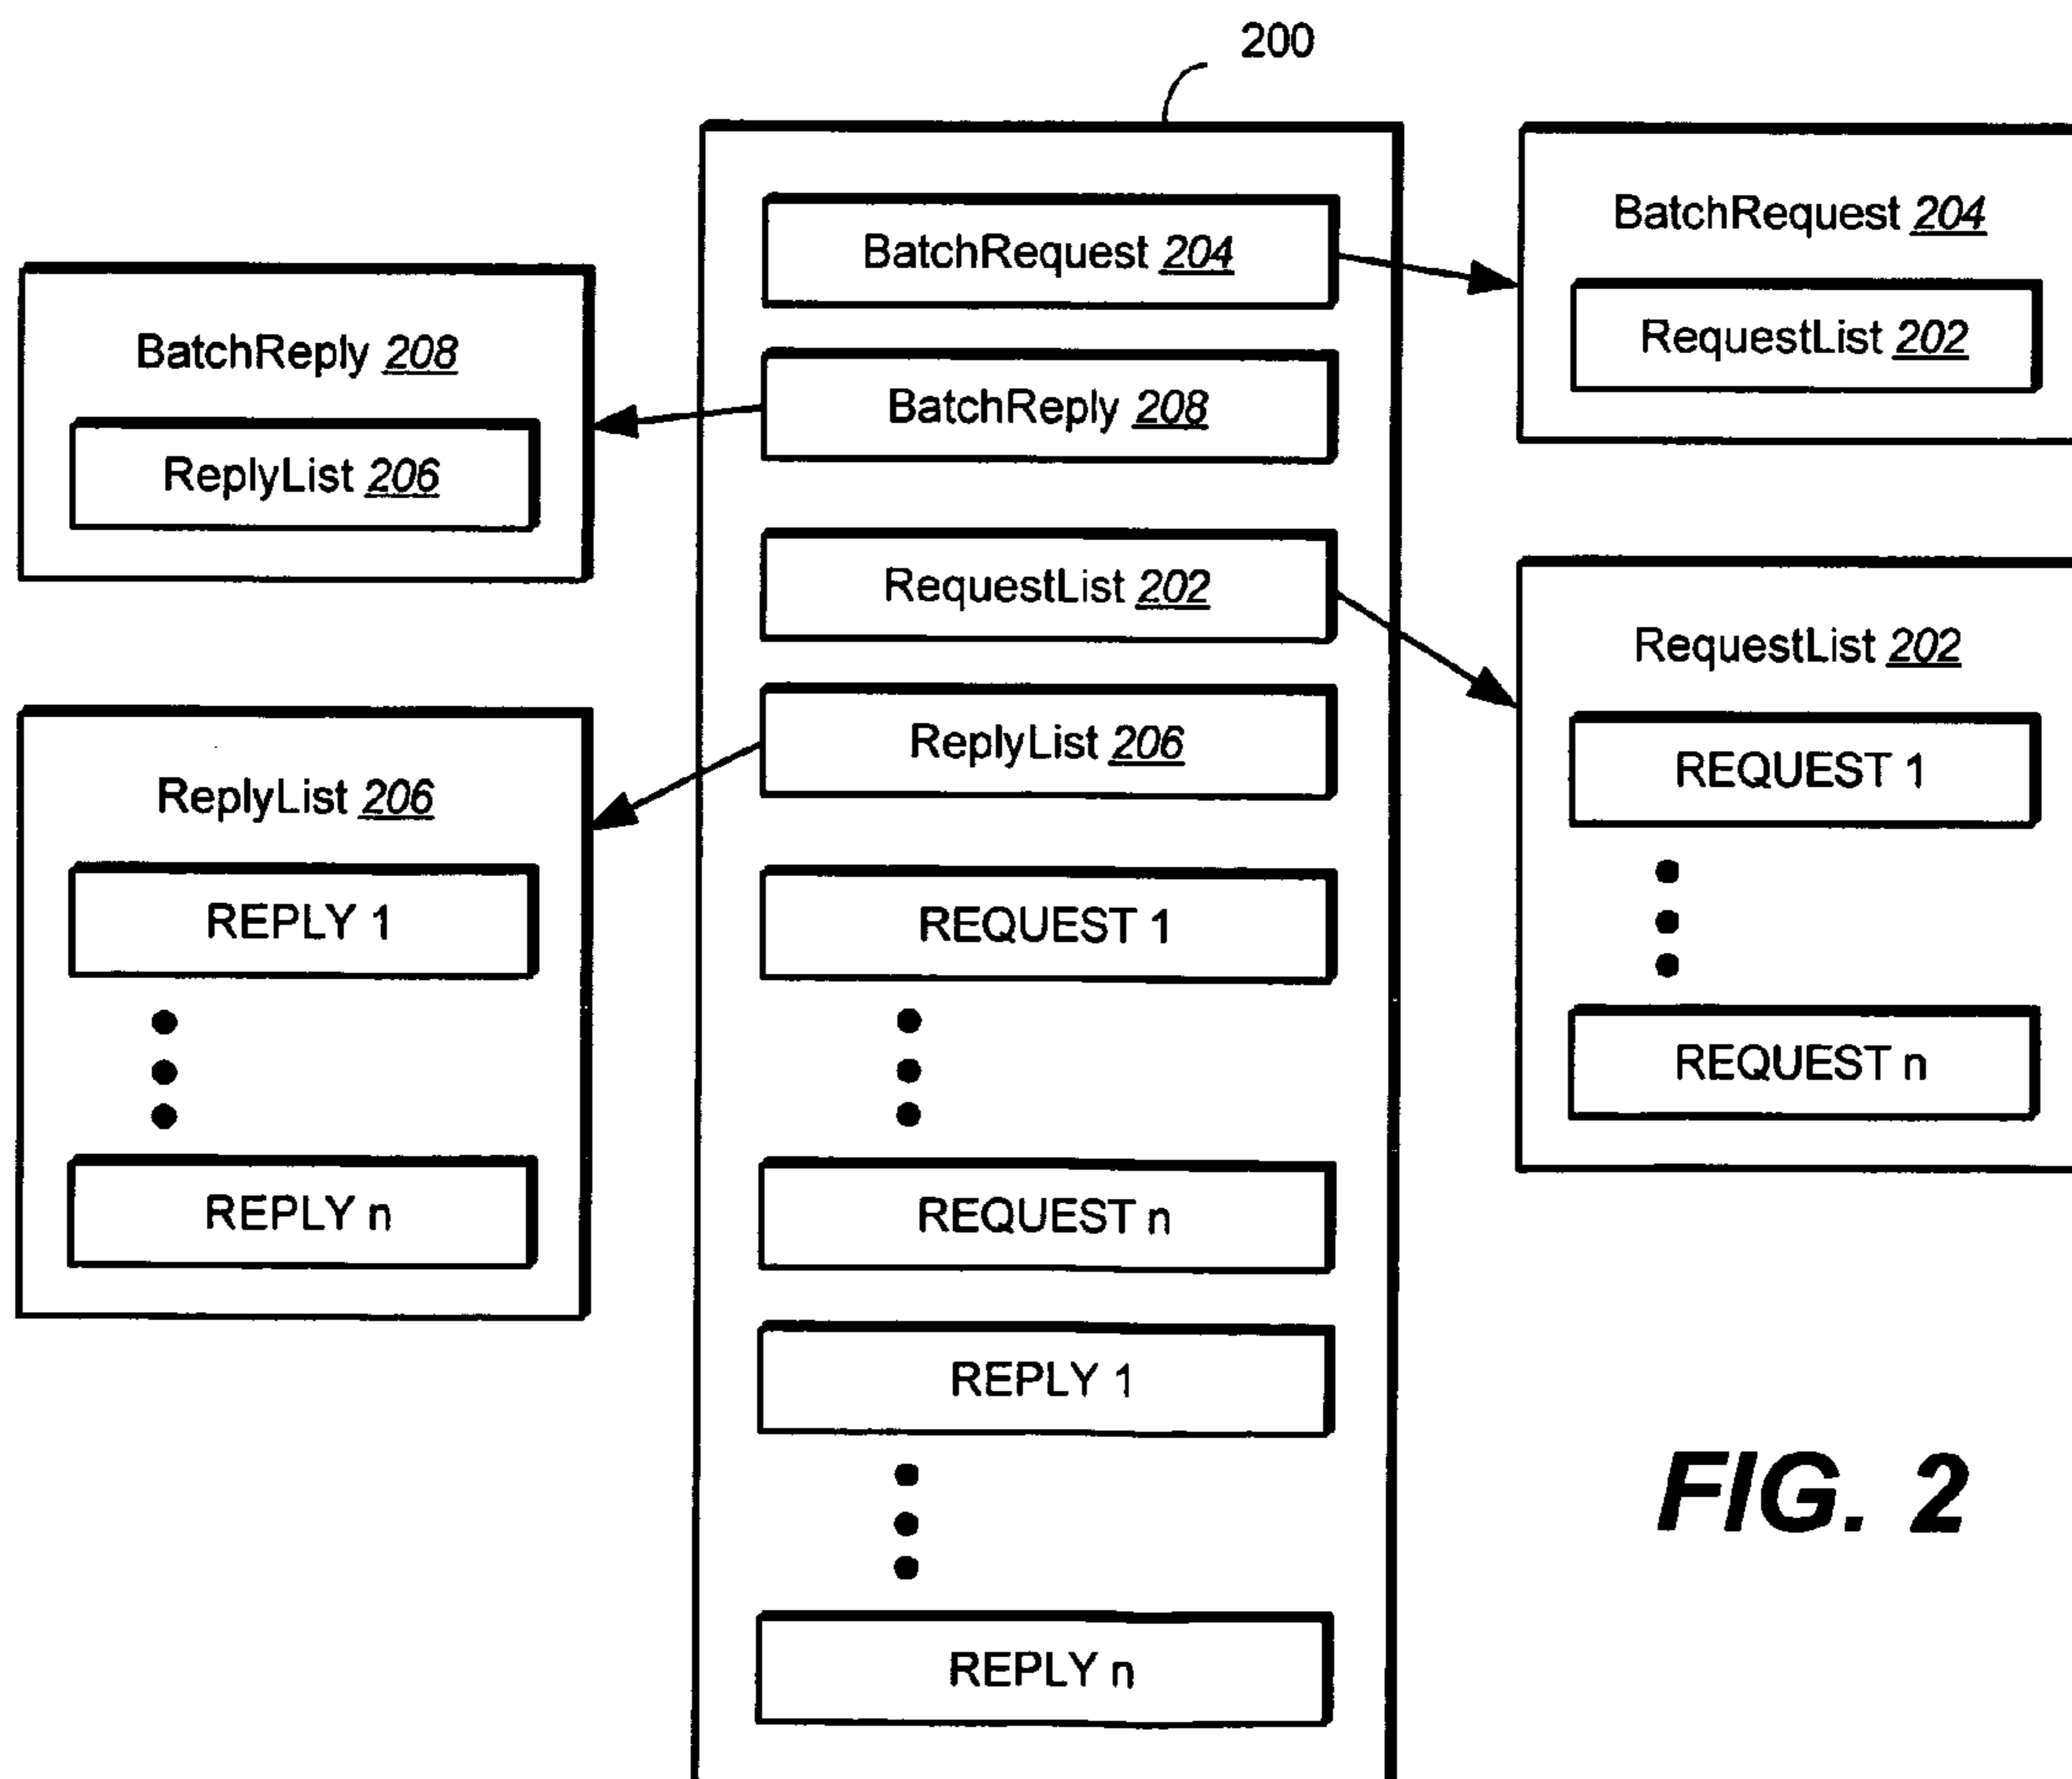 200
BatchRequest 204
BatchReply 208
RequestList 202
ReplyList 206
REQUEST 1
REQUEST n
REPLY 1
REPLY n
BatchReply 208
ReplyList 206
ReplyList 206
REPLY 1
REPLY n
BatchRequest 204
RequestList 202
RequestList 202
REQUEST 1
REQUEST n
FIG. 2